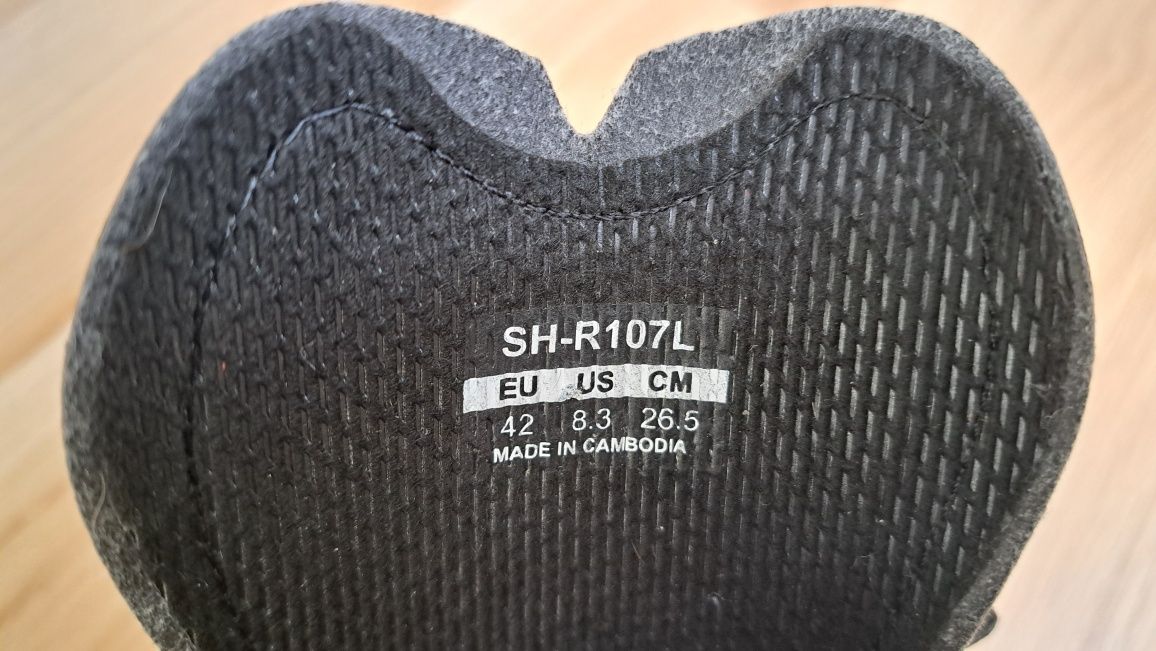 SH-R107L
EU US CM
42 8.3 26.5
MADE IN CAMBODIA